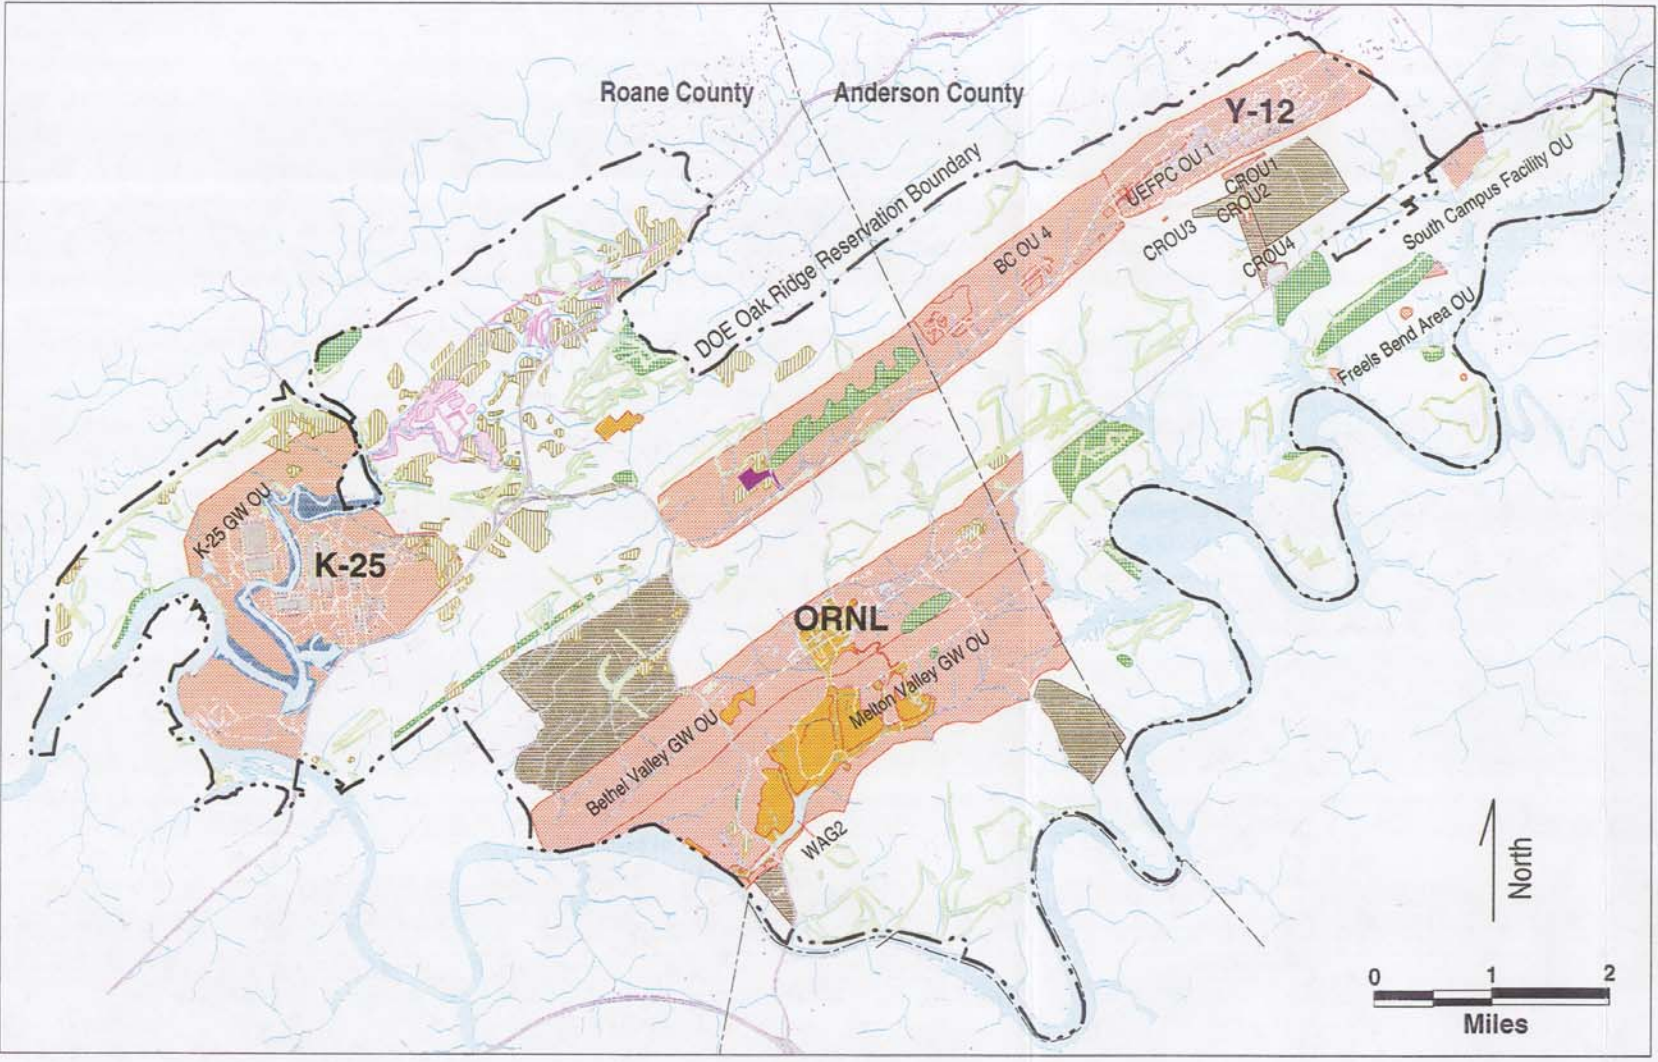 Roane County
Anderson County
Y-12
DOE Oak Ridge Reservation Boundary
UEFPC OU 1
CROU1
CROU2
CROU3
CROU4
South Campus Facility OU
BC OU 4
Freels Bend Area OU
K-25 GW OU
K-25
ORNL
Melton Valley GW OU
Bethel Valley GW OU
WAG2
North
0 1 2
Miles